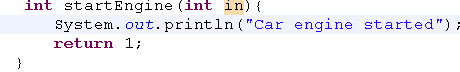 int startEngine(int in){
System.out.println("Car engine started");
return 1;
}